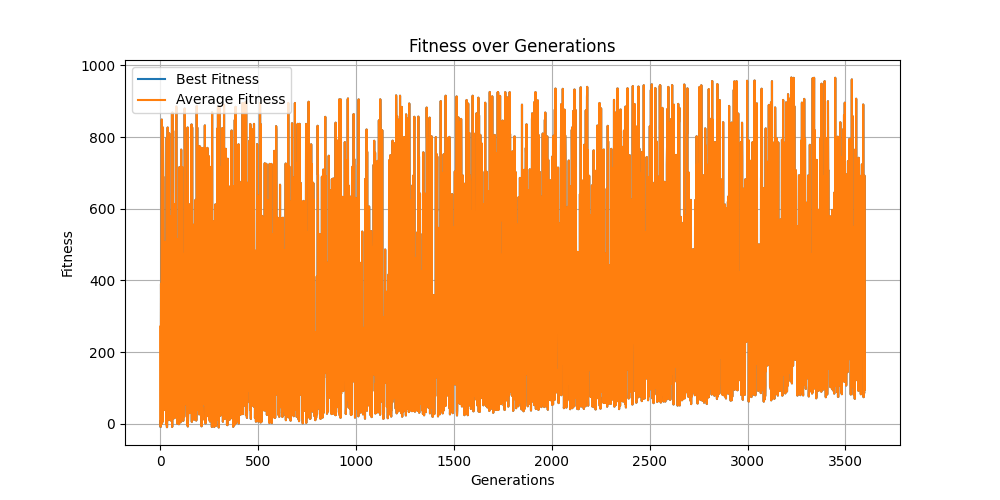 Fitness over Generations
Best Fitness
Average Fitness
1000
800
600
400
200
0
Fitness
0 500 1000 1500 2000 2500 3000 3500
Generations